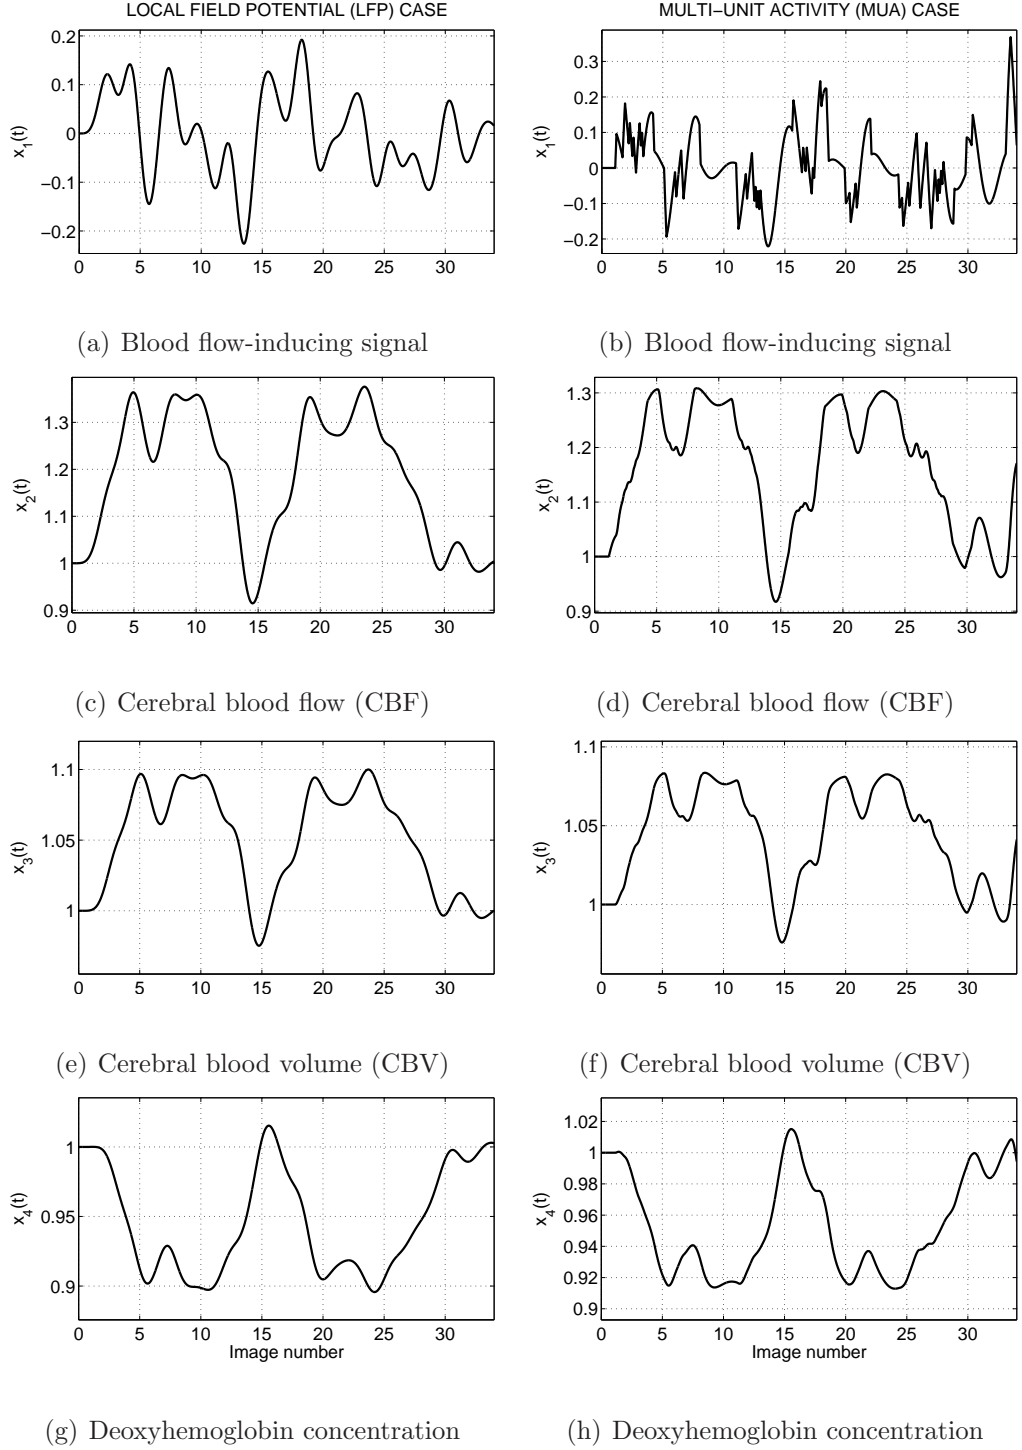 LOCAL FIELD POTENTIAL (LFP) CASE
x1(t)
0.2
0.1
0
−0.1
−0.2
0 5 10 15 20 25 30
(a) Blood flow-inducing signal
MULTI−UNIT ACTIVITY (MUA) CASE
x1(t)
0.3
0.2
0.1
0
−0.1
−0.2
0 5 10 15 20 25 30
(b) Blood flow-inducing signal
x2(t)
1.3
1.2
1.1
1
0.9
0 5 10 15 20 25 30
(c) Cerebral blood flow (CBF)
x2(t)
1.3
1.2
1.1
1
0.9
0 5 10 15 20 25 30
(d) Cerebral blood flow (CBF)
x3(t)
1.1
1.05
1
0 5 10 15 20 25 30
(e) Cerebral blood volume (CBV)
x3(t)
1.1
1.05
1
0 5 10 15 20 25 30
(f) Cerebral blood volume (CBV)
x4(t)
1
0.95
0.9
0 5 10 15 20 25 30
Image number
(g) Deoxyhemoglobin concentration
x4(t)
1.02
1
0.98
0.96
0.94
0.92
0.9
0 5 10 15 20 25 30
Image number
(h) Deoxyhemoglobin concentration